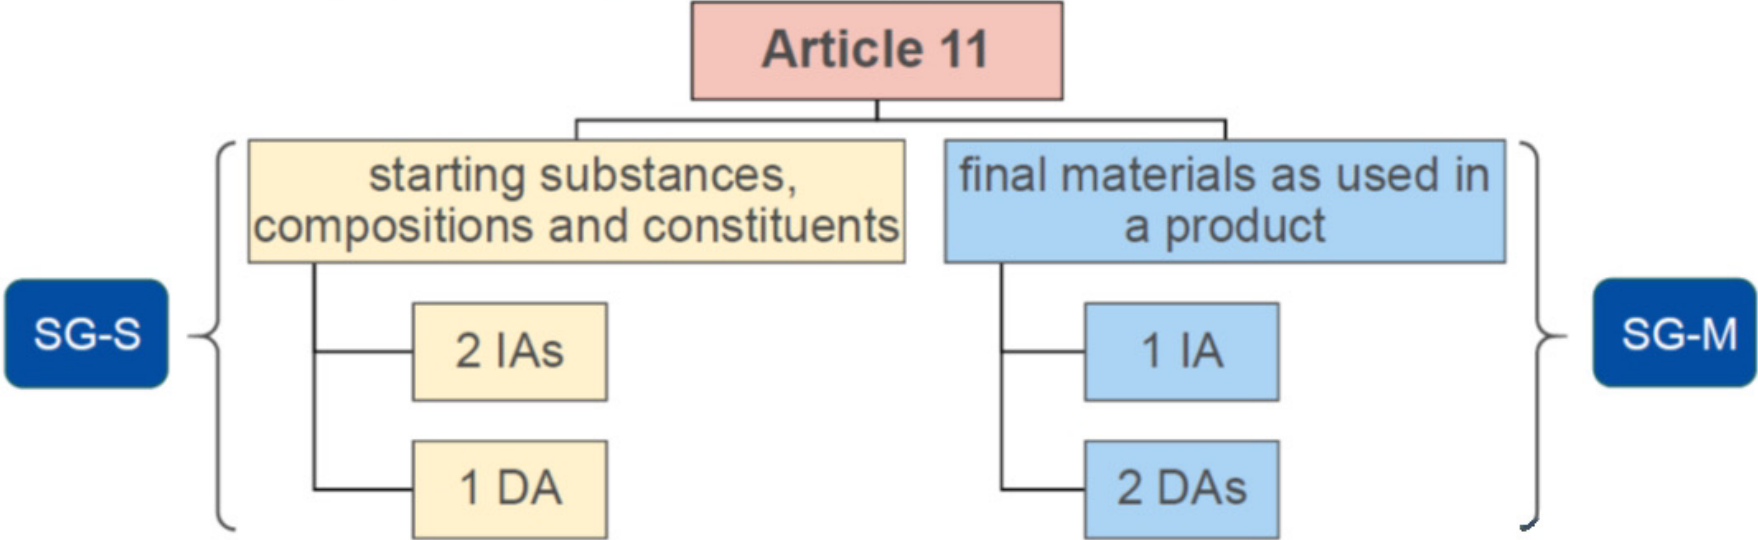 Article 11
starting substances,
compositions and constituents
final materials as used in
a product
SG-S
2 IAs
1 DA
1 IA
2 DAs
SG-M